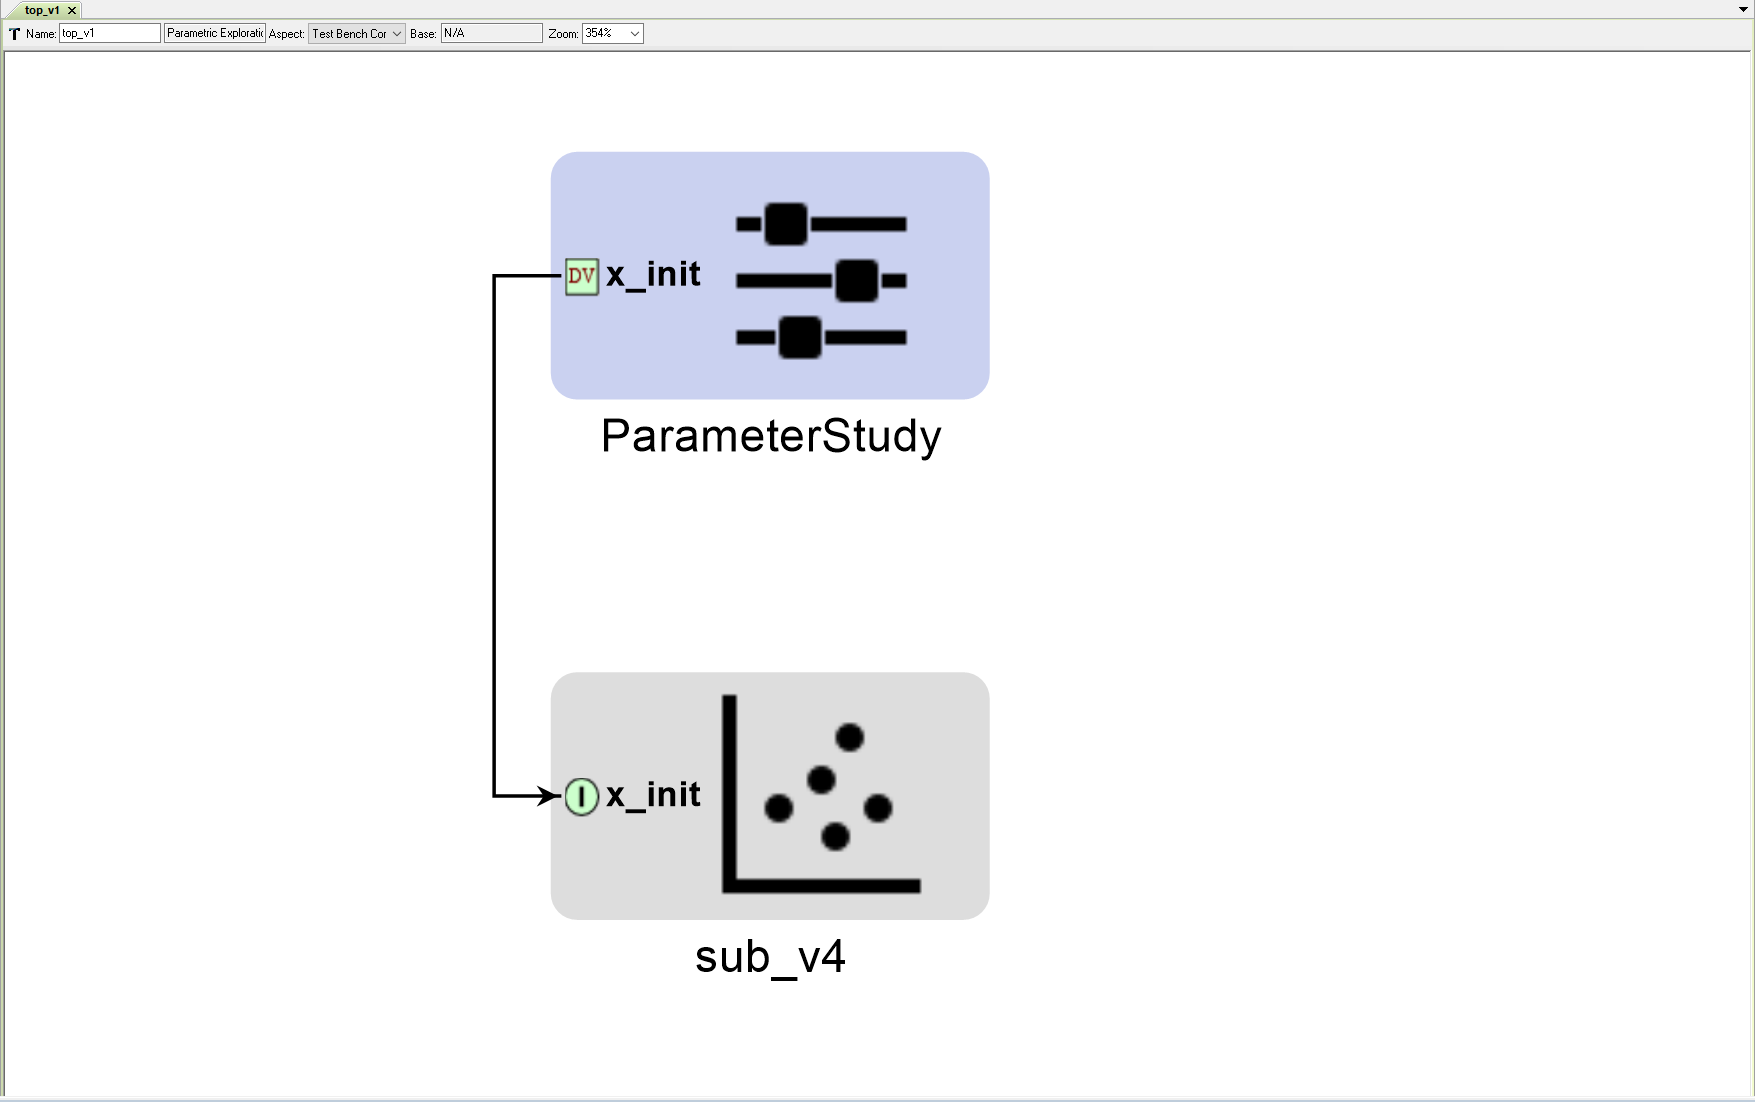 top_v1
Name: top_v1 Parametric Exploratic Aspect: Test Bench Cor Base: N/A Zoom: 354%
DV x_init
ParameterStudy
I x_init
sub_v4